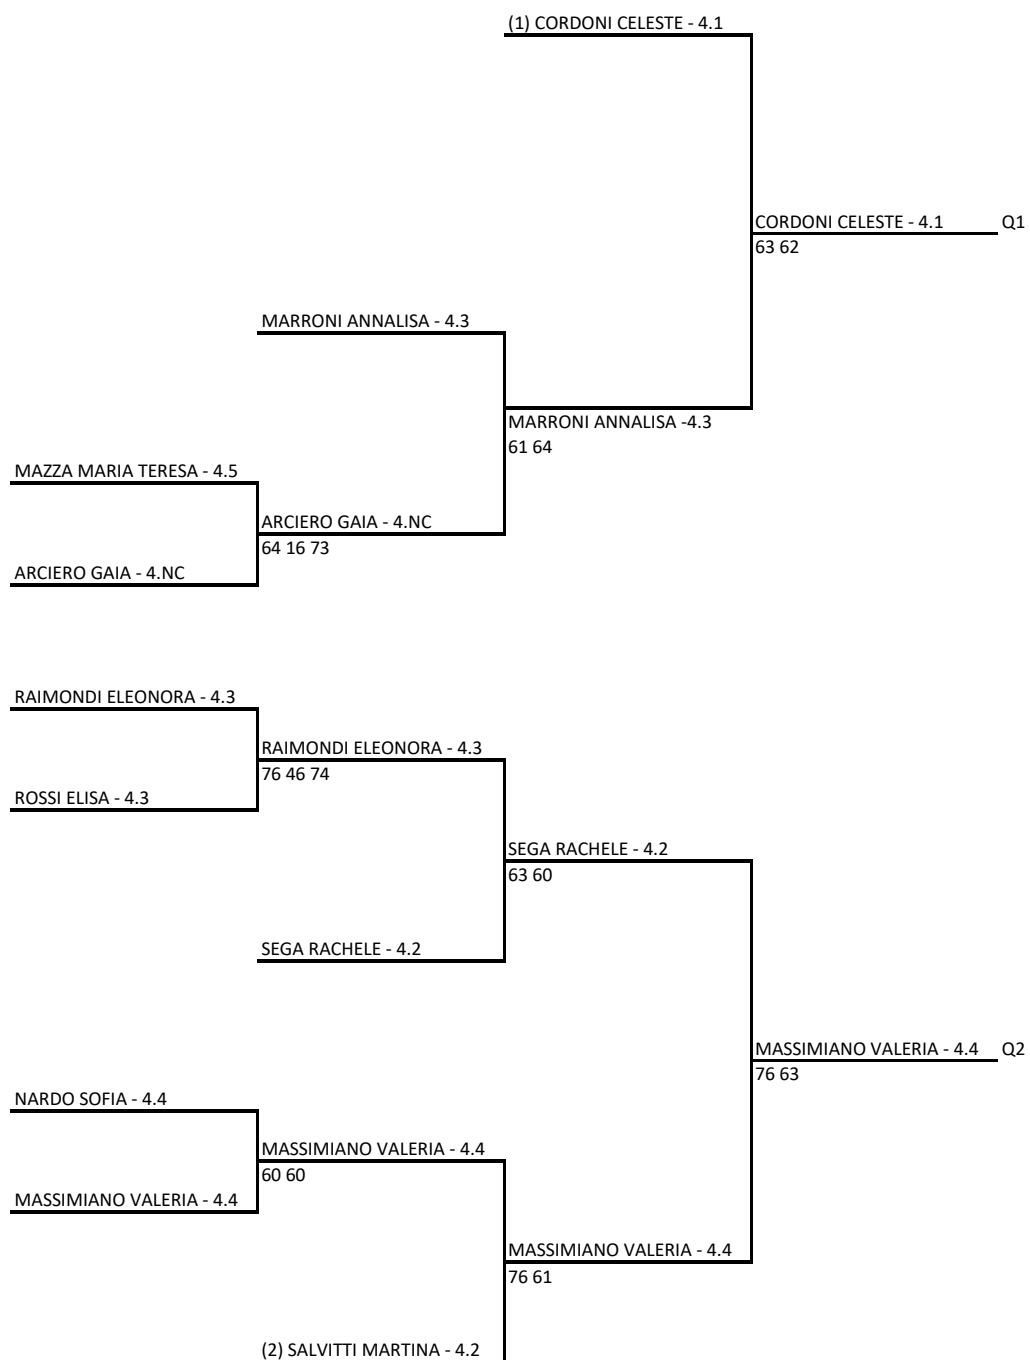 (1) CORDONI CELESTE - 4.1
CORDONI CELESTE - 4.1 Q1
63 62
MARRONI ANNALISA - 4.3
MARRONI ANNALISA -4.3
61 64
MAZZA MARIA TERESA - 4.5
ARCIERO GAIA - 4.NC
64 16 73
ARCIERO GAIA - 4.NC
RAIMONDI ELEONORA - 4.3
RAIMONDI ELEONORA - 4.3
76 46 74
ROSSI ELISA - 4.3
SEGA RACHELE - 4.2
63 60
SEGA RACHELE - 4.2
MASSIMIANO VALERIA - 4.4 Q2
76 63
NARDO SOFIA - 4.4
MASSIMIANO VALERIA - 4.4
60 60
MASSIMIANO VALERIA - 4.4
MASSIMIANO VALERIA - 4.4
76 61
(2) SALVITTI MARTINA - 4.2